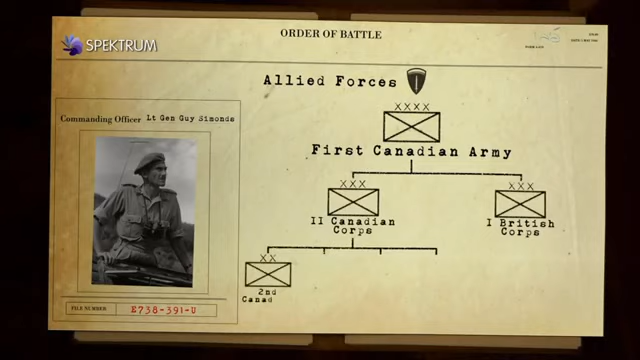 SPEKTRUM
ORDER OF BATTLE
Allied Forces
XXXX
First Canadian Army
Commanding Officer Lt Gen Guy Simonds
XXX
II Canadian
Corps
XXX
I British
Corps
XX
2nd
Canad
FILE NUMBER E738-391-U